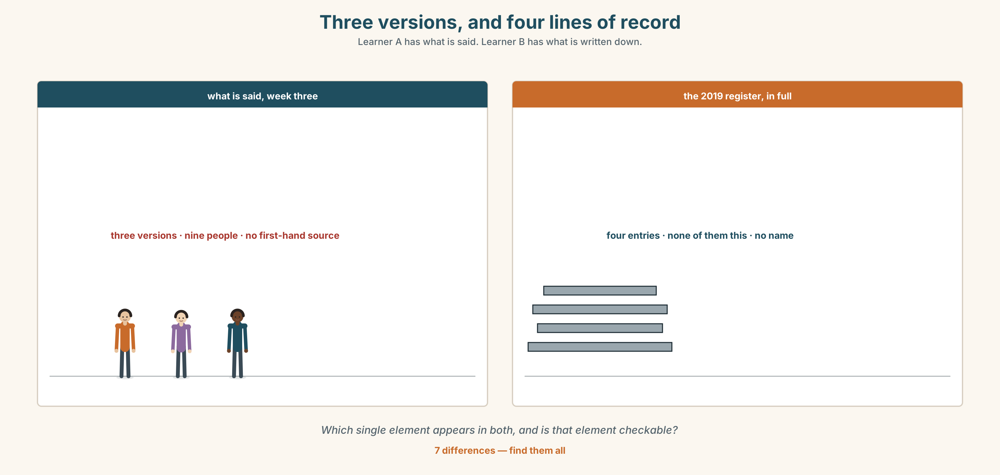 Three versions, and four lines of record
Learner A has what is said. Learner B has what is written down.
what is said, week three
three versions · nine people · no first-hand source
the 2019 register, in full
four entries · none of them this · no name
Which single element appears in both, and is that element checkable?
7 differences — find them all